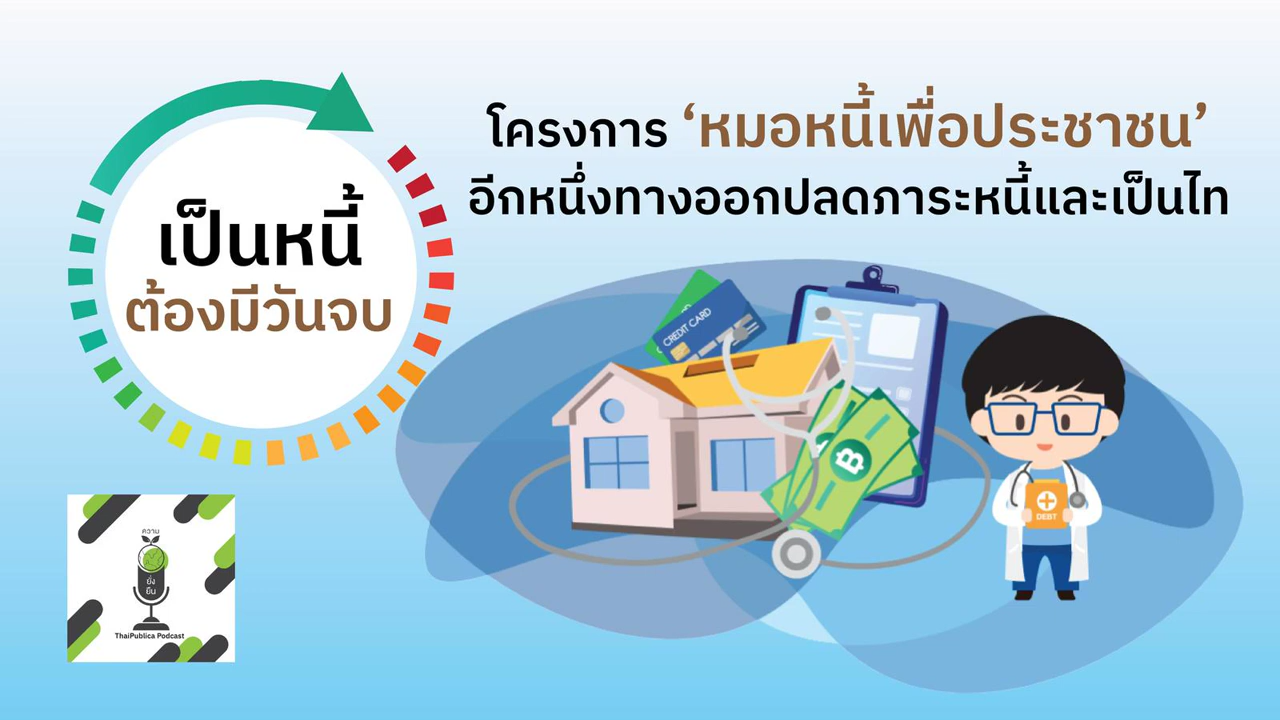 เป็นหนี้
ต้องมีวันจบ
โครงการ ‘หมอหนี้เพื่อประชาชน’
อีกหนึ่งทางออกปลดภาระหนี้และเป็นไท
CREDIT CARD
DEBT
ความ
ยั่ง
ยืน
ThaiPublica Podcast